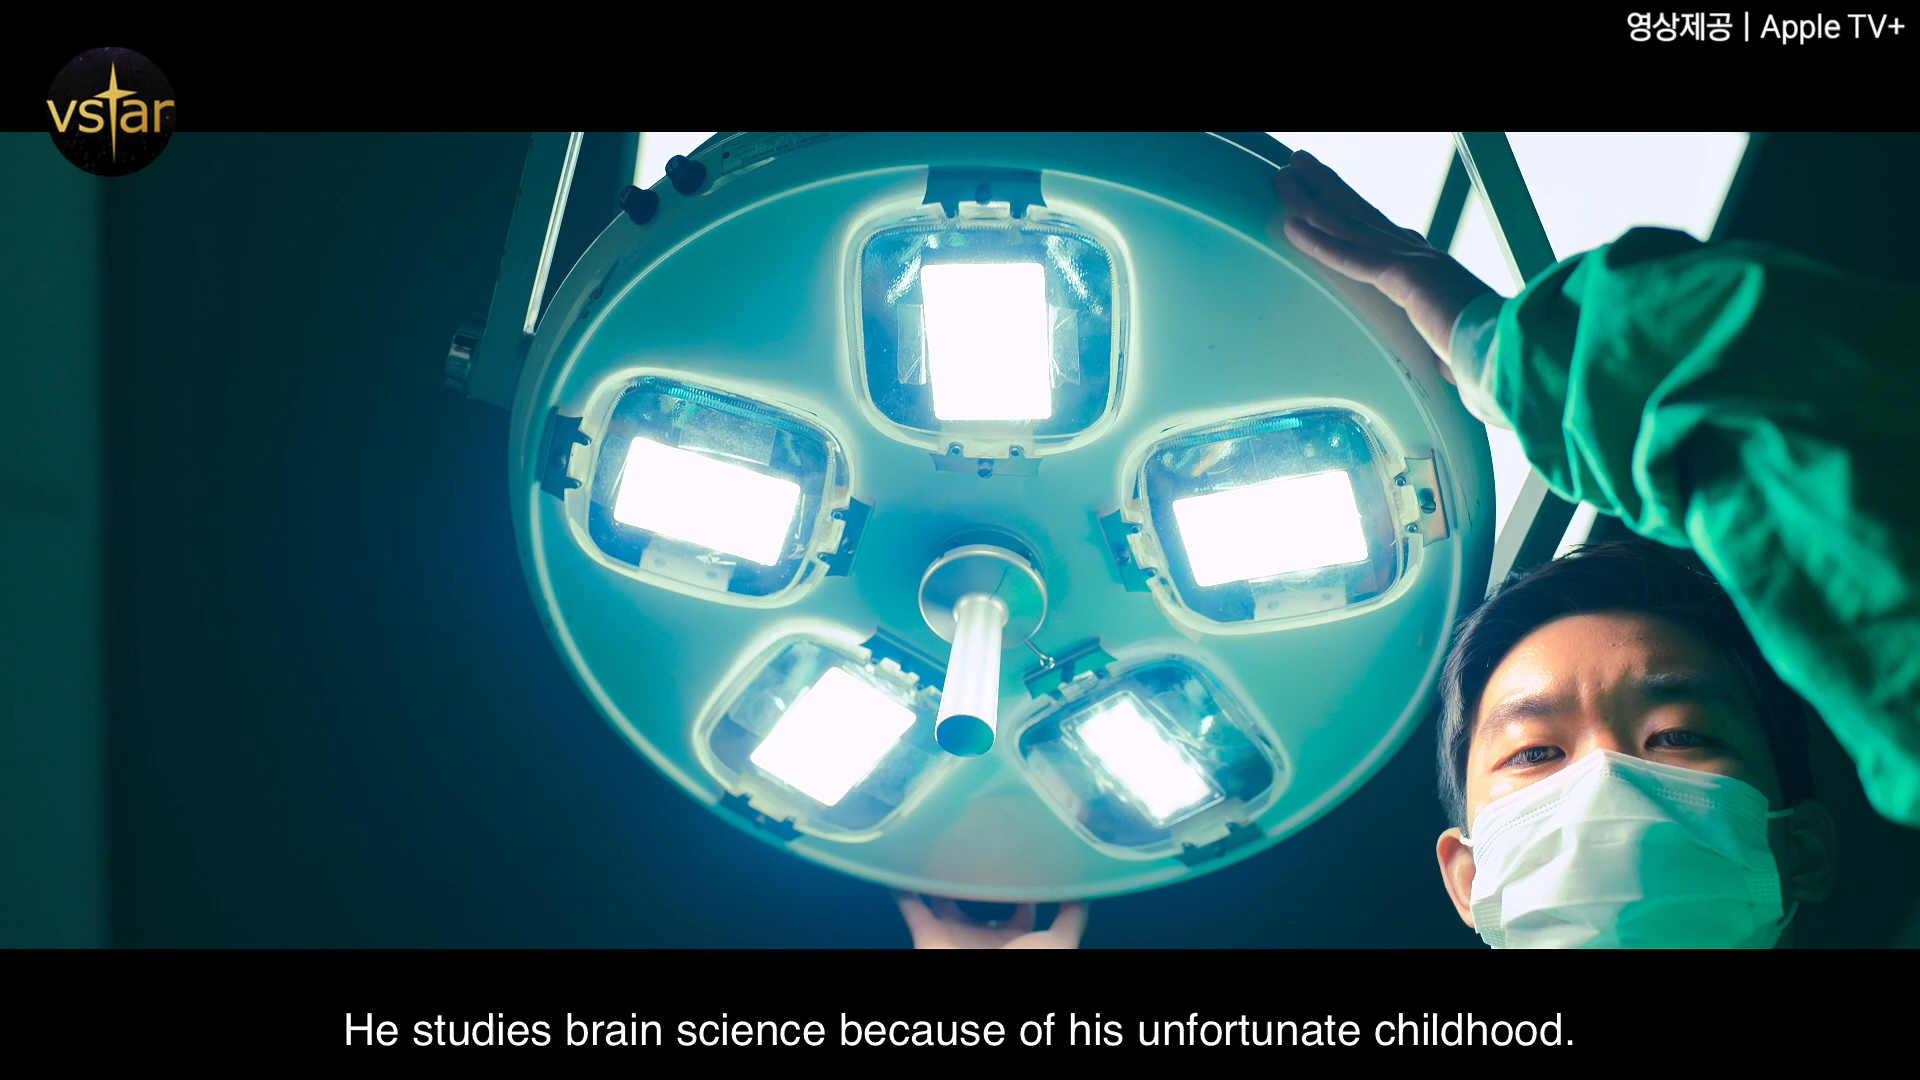 영상제공 | Apple TV+
vstar
He studies brain science because of his unfortunate childhood.